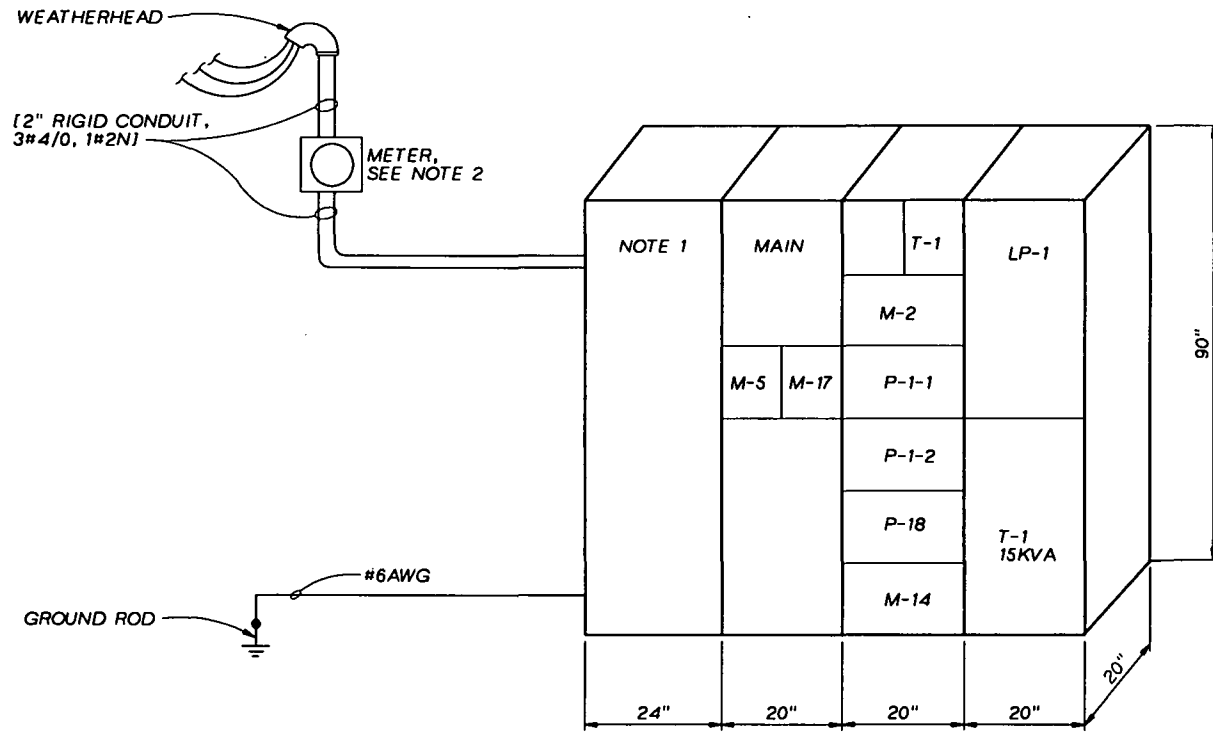 WEATHERHEAD
[2" RIGID CONDUIT,
3#4/0, 1#2N]
METER,
SEE NOTE 2
NOTE 1
MAIN
T-1
LP-1
M-2
M-5
M-17
P-1-1
P-1-2
P-18
T-1
15KVA
M-14
90"
#6AWG
GROUND ROD
20"
24"
20"
20"
20"